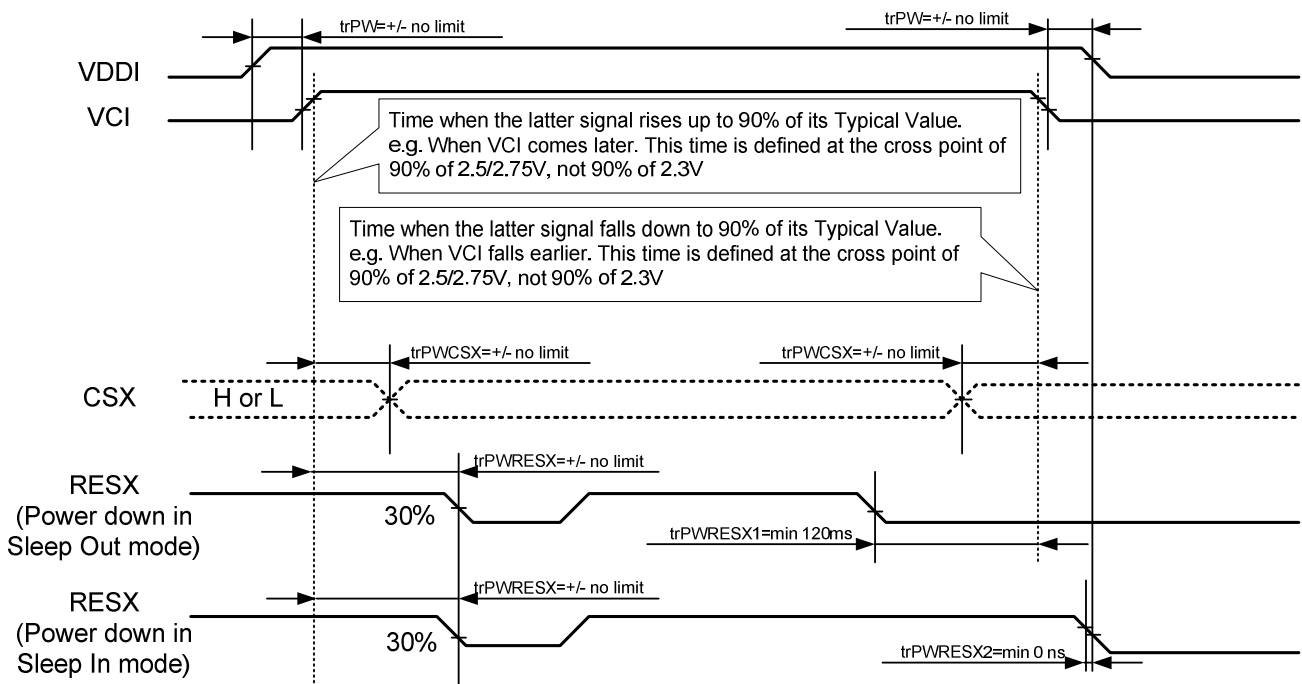 trPW=+/- no limit
trPW=+/- no limit
VDDI
VCI
Time when the latter signal rises up to 90% of its Typical Value.
e.g. When VCI comes later. This time is defined at the cross point of
90% of 2.5/2.75V, not 90% of 2.3V
Time when the latter signal falls down to 90% of its Typical Value.
e.g. When VCI falls earlier. This time is defined at the cross point of
90% of 2.5/2.75V, not 90% of 2.3V
trPWCSX=+/- no limit
trPWCSX=+/- no limit
CSX
H or L
trPWRESX=+/- no limit
RESX
(Power down in
Sleep Out mode)
30%
trPWRESX1=min 120ms
trPWRESX=+/- no limit
RESX
(Power down in
Sleep In mode)
30%
trPWRESX2=min 0 ns